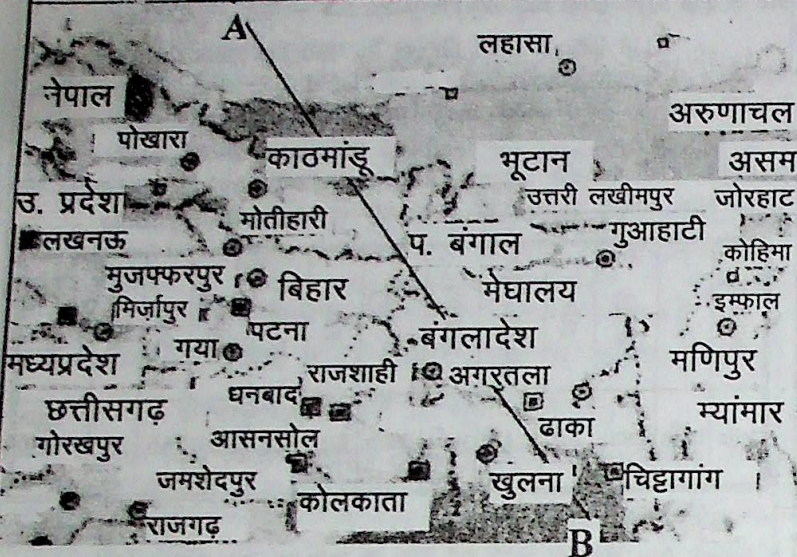 A
लहासा
नेपाल
अरुणाचल
पोखारा
काठमांडू
भूटान
असम
उ. प्रदेश
उत्तरी लखीमपुर
जोरहाट
मोतीहारी
लखनऊ
प. बंगाल
गुआहाटी
कोहिमा
मुजफ्फरपुर
बिहार
मेघालय
मिर्जापुर
इम्फाल
पटना
बंगलादेश
गया
मध्यप्रदेश
राजशाही
अगरतला
मणिपुर
धनबाद
छत्तीसगढ़
म्यांमार
ढाका
गोरखपुर
आसनसोल
जमशेदपुर
कोलकाता
खुलना
चिट्टागांग
राजगढ़
B